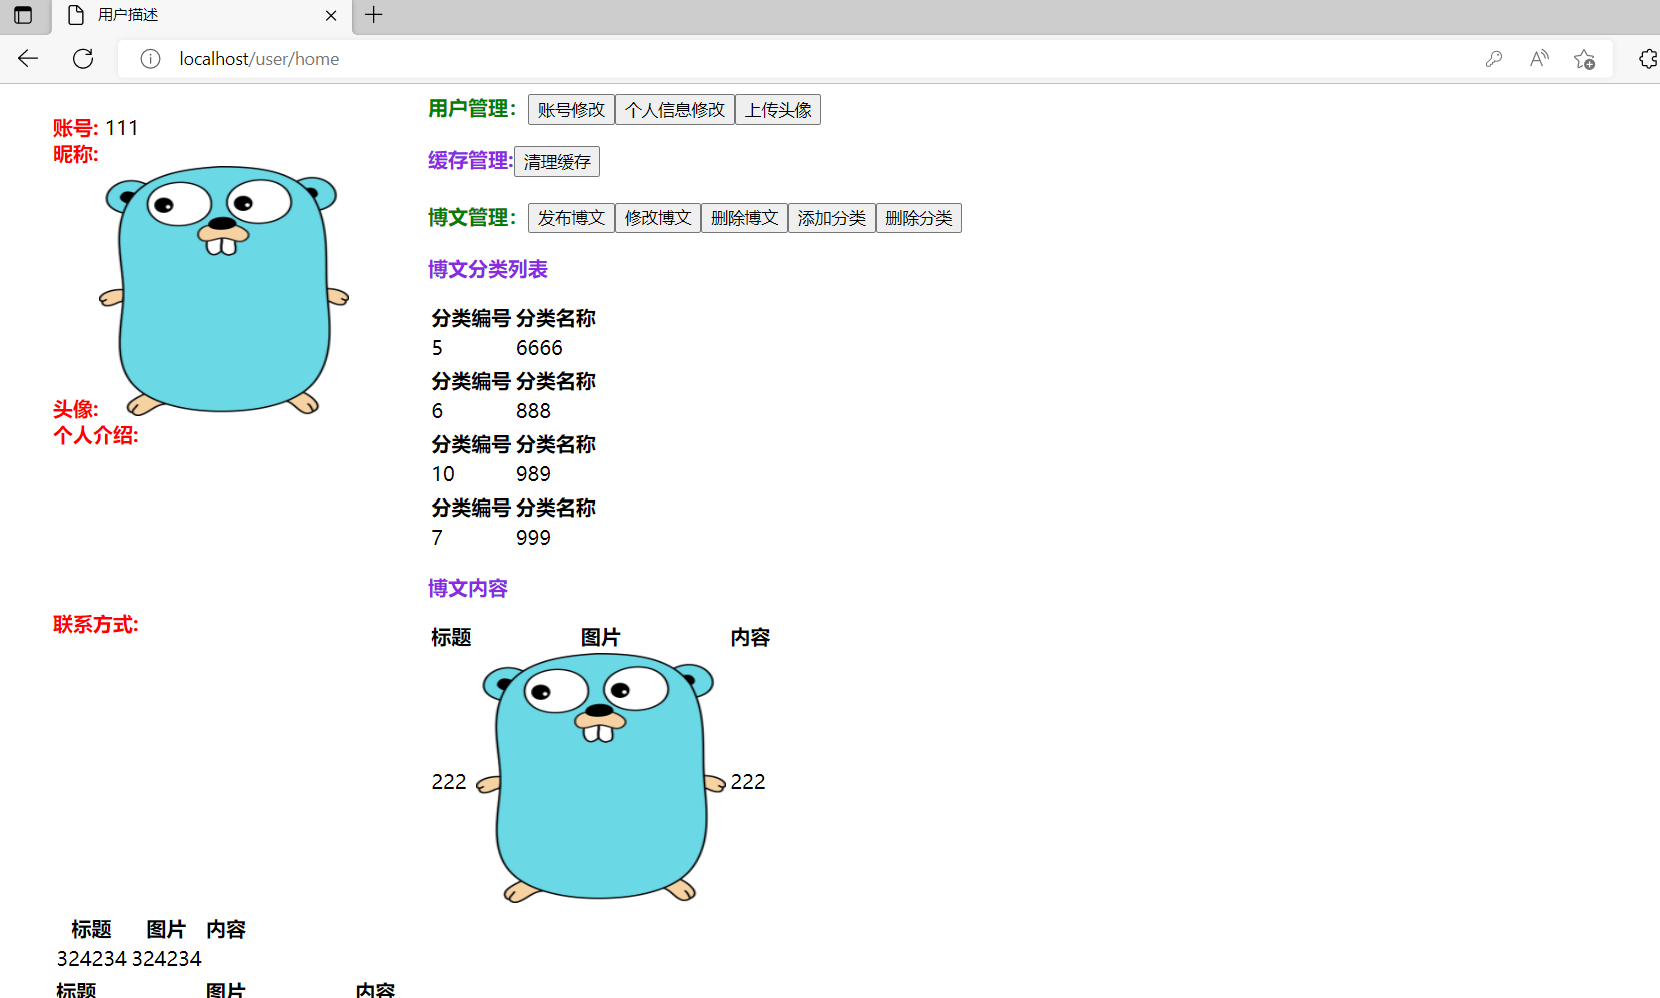 用户描述
localhost/user/home
账号: 111
昵称:
头像:
个人介绍:
联系方式:
用户管理： 账号修改 个人信息修改 上传头像
缓存管理: 清理缓存
博文管理： 发布博文 修改博文 删除博文 添加分类 删除分类
博文分类列表
分类编号 分类名称
5 6666
分类编号 分类名称
6 888
分类编号 分类名称
10 989
分类编号 分类名称
7 999
博文内容
标题 图片 内容
222 222
标题 图片 内容
324234 324234
标题 图片 内容